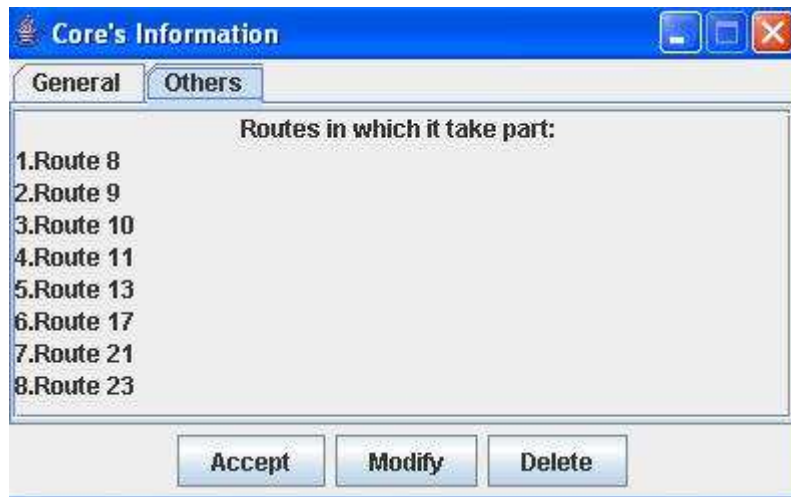 Core's Information
General Others
Routes in which it take part:
1.Route 8
2.Route 9
3.Route 10
4.Route 11
5.Route 13
6.Route 17
7.Route 21
8.Route 23
Accept Modify Delete